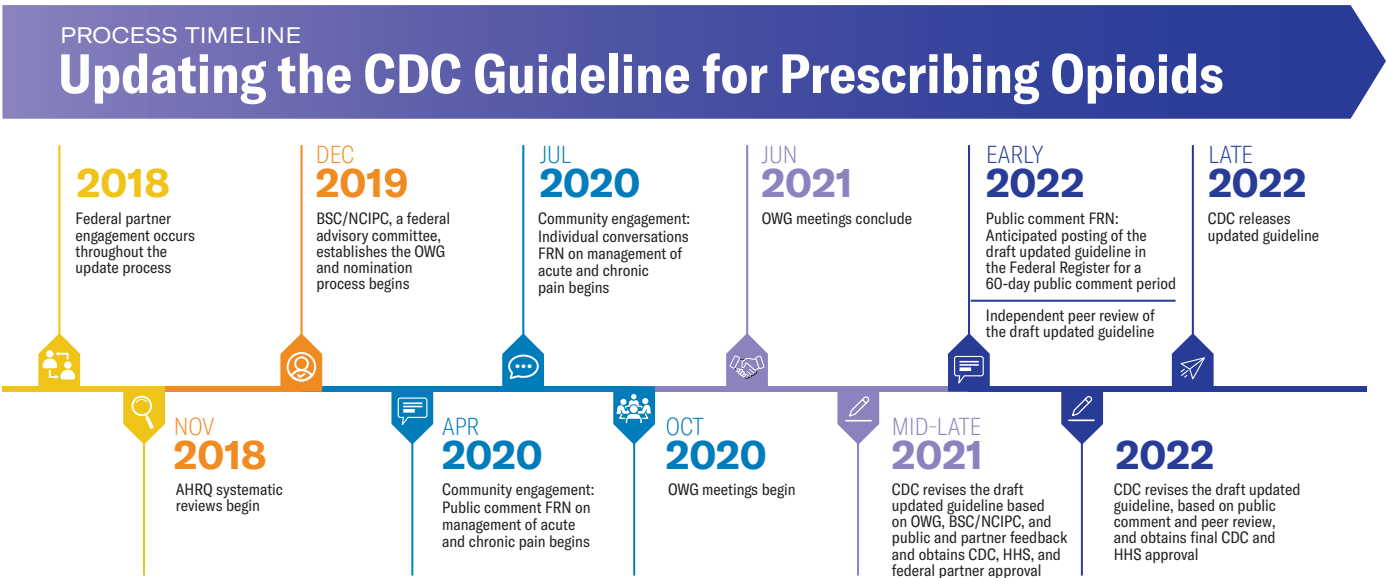 PROCESS TIMELINE
Updating the CDC Guideline for Prescribing Opioids
2018
Federal partner
engagement occurs
throughout the
update process
NOV
2018
AHRQ systematic
reviews begin
DEC
2019
BSC/NCIPC, a federal
advisory committee,
establishes the OWG
and nomination
process begins
APR
2020
Community engagement:
Public comment FRN on
management of acute
and chronic pain begins
JUL
2020
Community engagement:
Individual conversations
FRN on management of
acute and chronic
pain begins
OCT
2020
OWG meetings begin
JUN
2021
OWG meetings conclude
MID-LATE
2021
CDC revises the draft
updated guideline based
on OWG, BSC/NCIPC, and
public and partner feedback
and obtains CDC, HHS, and
federal partner approval
EARLY
2022
Public comment FRN:
Anticipated posting of the
draft updated guideline in
the Federal Register for a
60-day public comment period
Independent peer review of
the draft updated guideline
2022
CDC revises the draft updated
guideline, based on public
comment and peer review,
and obtains final CDC and
HHS approval
LATE
2022
CDC releases
updated guideline